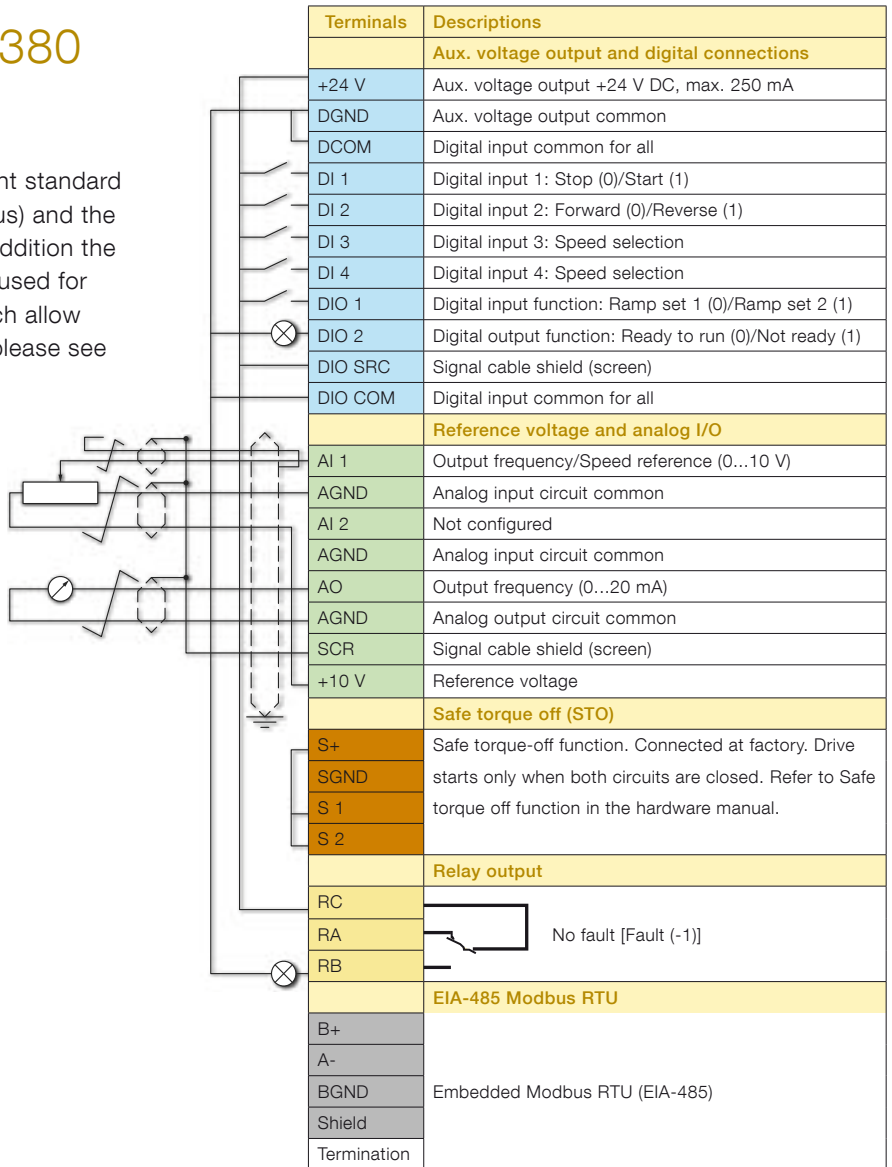 380
nt standard
us) and the
ddition the
used for
ch allow
please see
Terminals Descriptions
Aux. voltage output and digital connections
+24 V Aux. voltage output +24 V DC, max. 250 mA
DGND Aux. voltage output common
DCOM Digital input common for all
DI 1 Digital input 1: Stop (0)/Start (1)
DI 2 Digital input 2: Forward (0)/Reverse (1)
DI 3 Digital input 3: Speed selection
DI 4 Digital input 4: Speed selection
DIO 1 Digital input function: Ramp set 1 (0)/Ramp set 2 (1)
DIO 2 Digital output function: Ready to run (0)/Not ready (1)
DIO SRC Signal cable shield (screen)
DIO COM Digital input common for all
Reference voltage and analog I/O
AI 1 Output frequency/Speed reference (0...10 V)
AGND Analog input circuit common
AI 2 Not configured
AGND Analog input circuit common
AO Output frequency (0...20 mA)
AGND Analog output circuit common
SCR Signal cable shield (screen)
+10 V Reference voltage
Safe torque off (STO)
S+ Safe torque-off function. Connected at factory. Drive
SGND starts only when both circuits are closed. Refer to Safe
S 1 torque off function in the hardware manual.
S 2
Relay output
RC
RA No fault [Fault (-1)]
RB
EIA-485 Modbus RTU
B+
A-
BGND Embedded Modbus RTU (EIA-485)
Shield
Termination